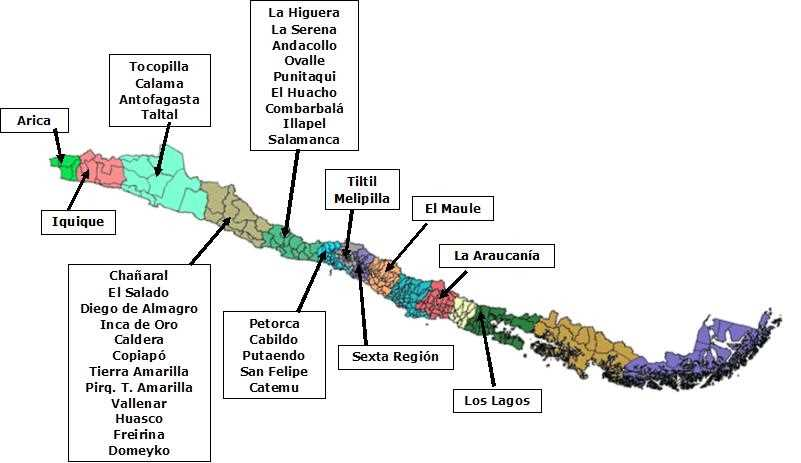 La Higuera
La Serena
Andacollo
Ovalle
Punitaqui
El Huacho
Combarbalá
Illapel
Salamanca
Tocopilla
Calama
Antofagasta
Taltal
Arica
Iquique
Tiltil
Melipilla
El Maule
La Araucanía
Chañaral
El Salado
Diego de Almagro
Inca de Oro
Caldera
Copiapó
Tierra Amarilla
Pirq. T. Amarilla
Vallenar
Huasco
Freirina
Domeyko
Petorca
Cabildo
Putaendo
San Felipe
Catemu
Sexta Región
Los Lagos